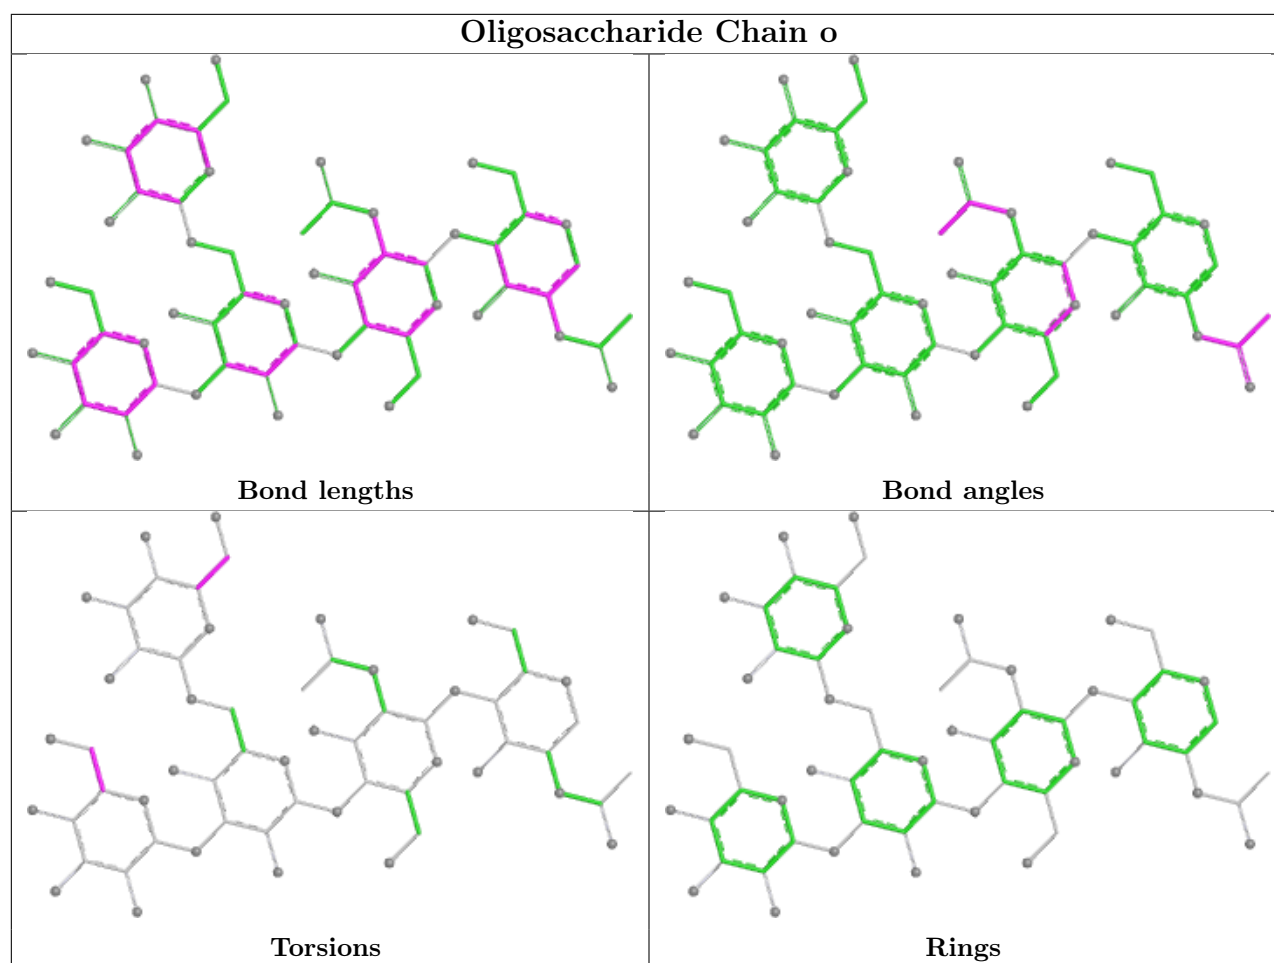 Oligosaccharide Chain o
Bond lengths
Bond angles
Torsions
Rings